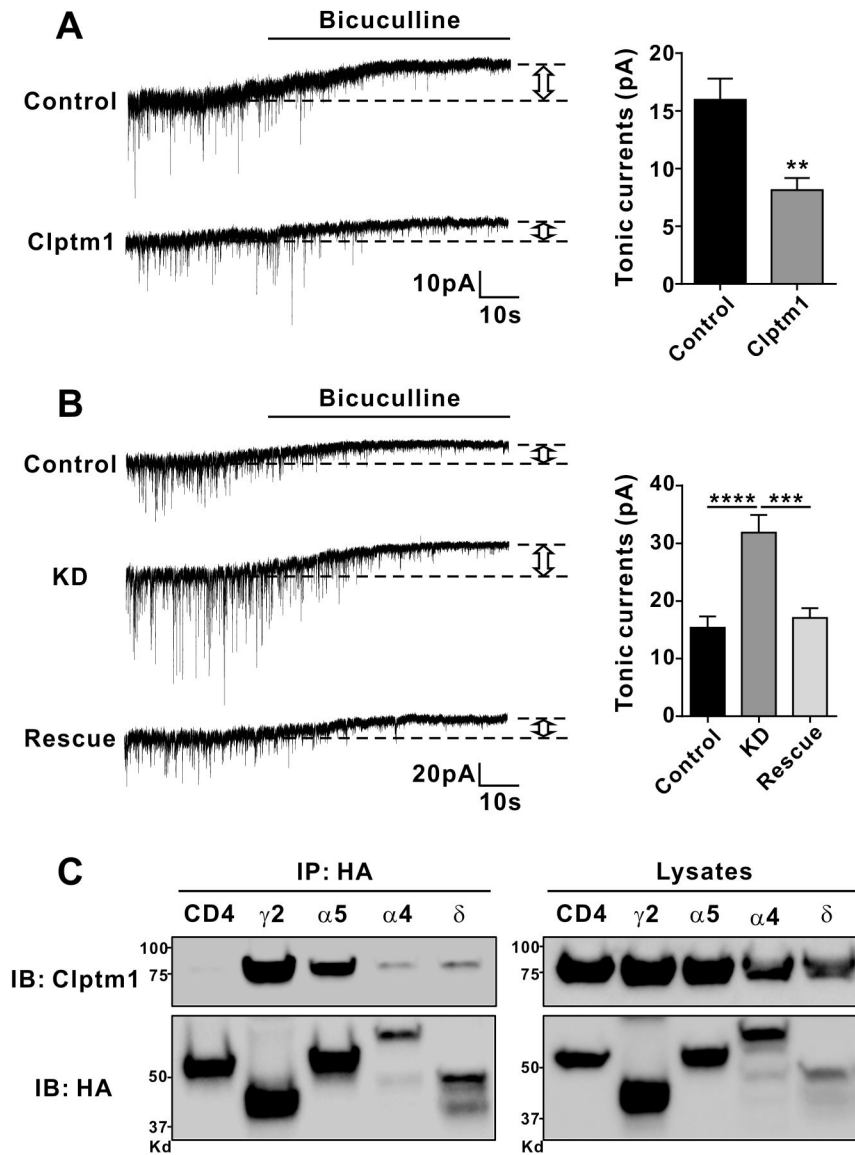 A
Bicuculline
Control
Clptm1
10pA
10s
Tonic currents (pA)
20
15
10
5
0
**
Control
Clptm1
B
Bicuculline
Control
KD
Rescue
20pA
10s
Tonic currents (pA)
40
30
20
10
0
**** ***
Control
KD
Rescue
C
IP: HA
CD4 γ2 α5 α4 δ
Lysates
CD4 γ2 α5 α4 δ
IB: Clptm1
100
75
100
75
IB: HA
50
37
Kd
50
37
Kd